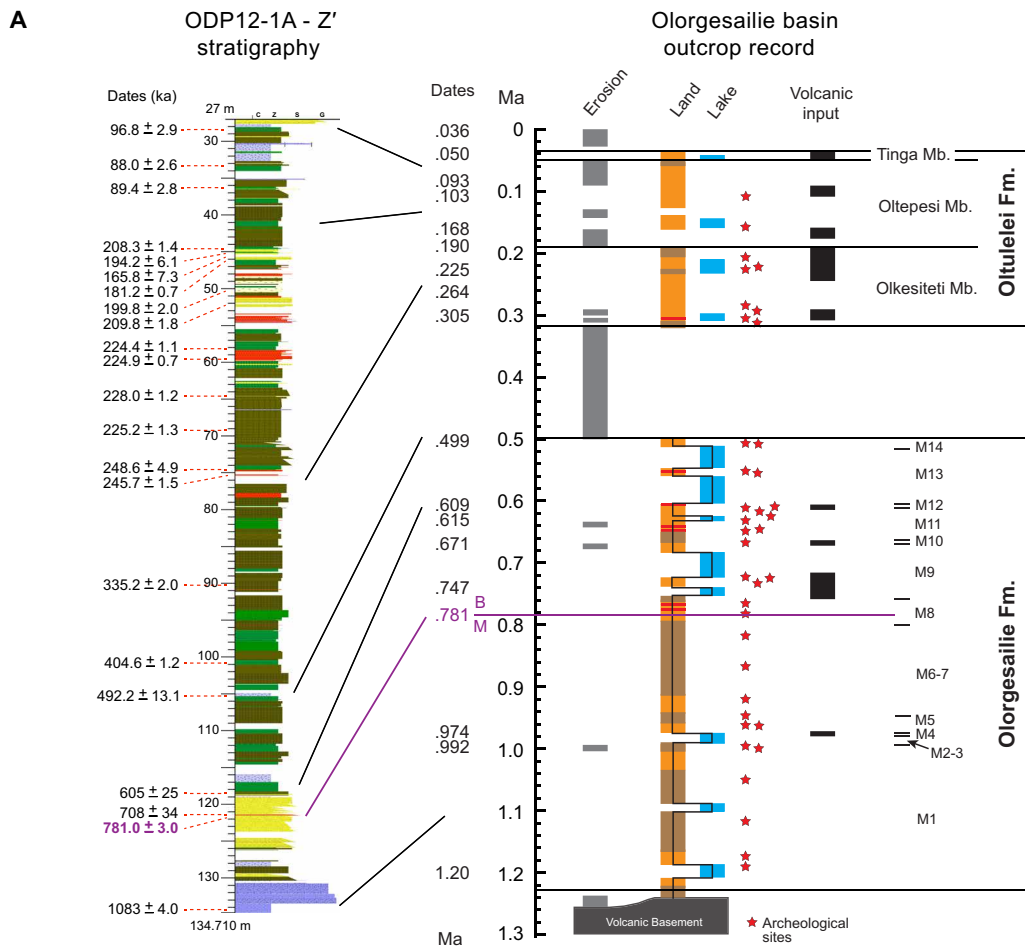 A
ODP12-1A - Z′
stratigraphy
Olorgesailie basin
outcrop record
Dates (ka)
27 m
C Z S G
96.8 ± 2.9
88.0 ± 2.6
89.4 ± 2.8
208.3 ± 1.4
194.2 ± 6.1
165.8 ± 7.3
181.2 ± 0.7
199.8 ± 2.0
209.8 ± 1.8
224.4 ± 1.1
224.9 ± 0.7
228.0 ± 1.2
225.2 ± 1.3
248.6 ± 4.9
245.7 ± 1.5
335.2 ± 2.0
404.6 ± 1.2
492.2 ± 13.1
605 ± 25
708 ± 34
781.0 ± 3.0
1083 ± 4.0
30
40
50
60
70
80
90
100
110
120
130
134.710 m
Dates
.036
.050
.093
.103
.168
.190
.225
.264
.305
.499
.609
.615
.671
.747
.781
B
M
.974
.992
1.20
Ma
Ma
0
0.1
0.2
0.3
0.4
0.5
0.6
0.7
0.8
0.9
1.0
1.1
1.2
1.3
Erosion
Land
Lake
Volcanic
input
Tinga Mb.
Oltepesi Mb.
Olkesiteti Mb.
Oltulelei Fm.
M14
M13
M12
M11
M10
M9
M8
M6-7
M5
M4
M2-3
M1
Olorgesailie Fm.
Volcanic Basement
Archeological
sites